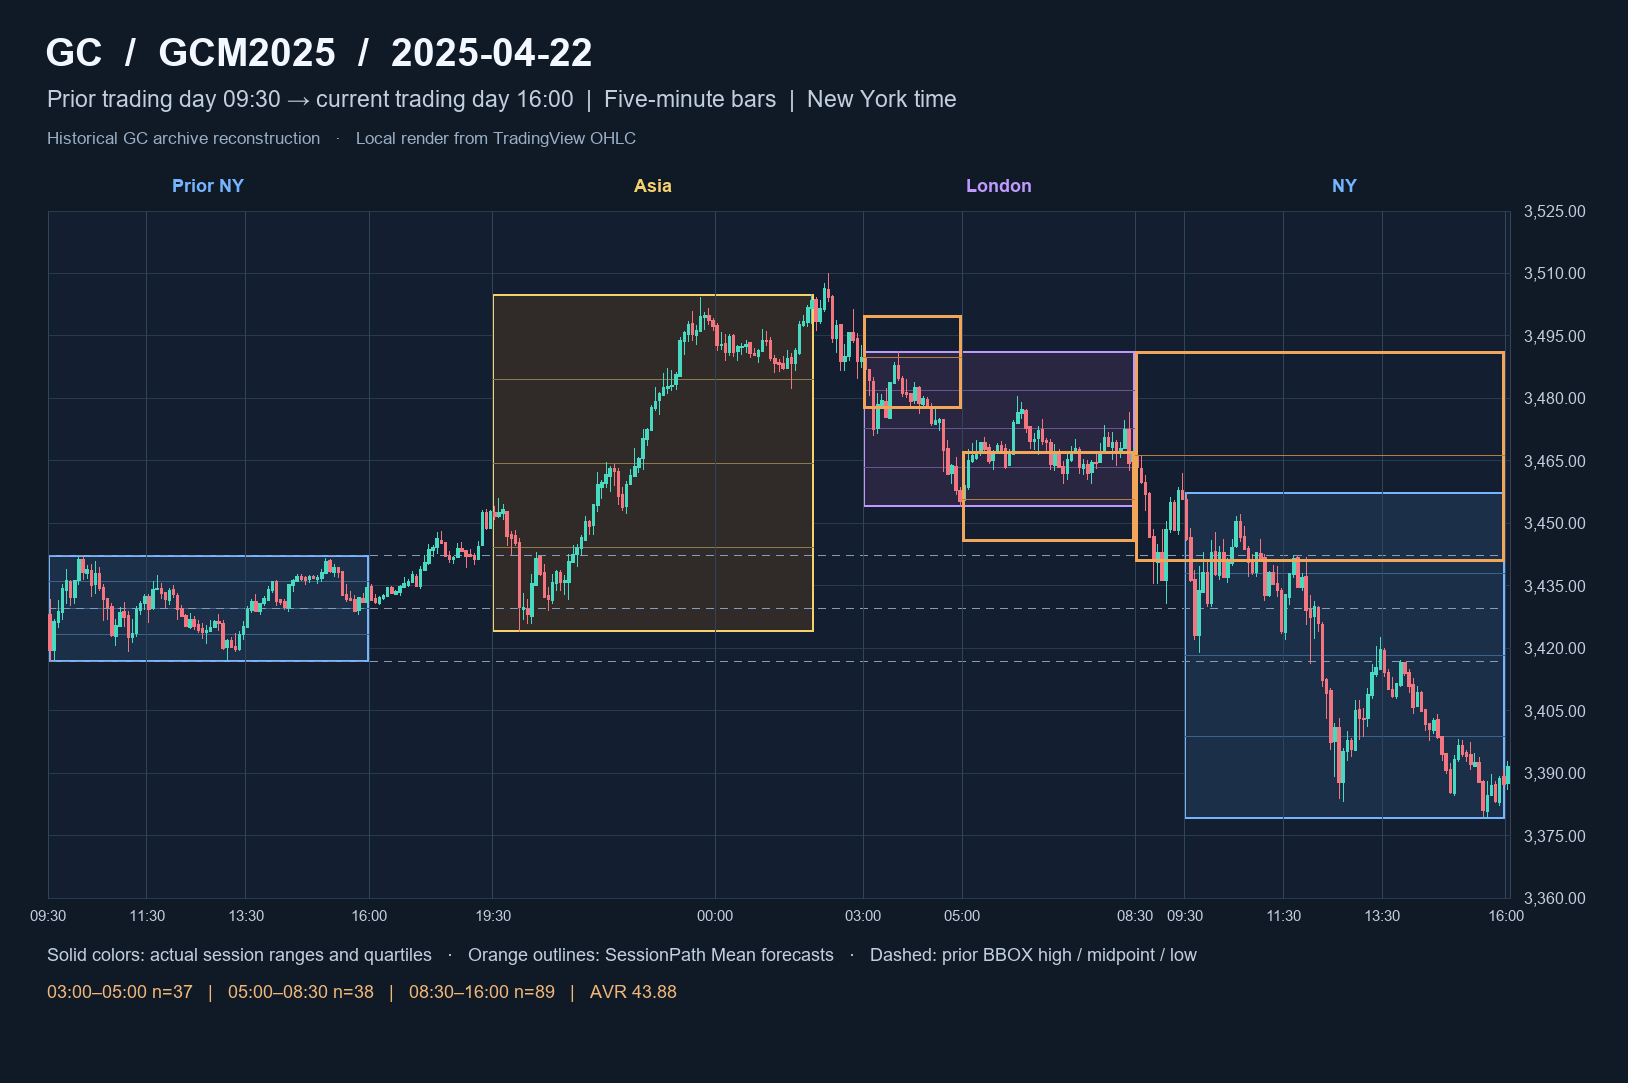 GC / GCM2025 / 2025-04-22
Prior trading day 09:30 → current trading day 16:00 | Five-minute bars | New York time
Historical GC archive reconstruction · Local render from TradingView OHLC
Prior NY Asia London NY
3,525.00
3,510.00
3,495.00
3,480.00
3,465.00
3,450.00
3,435.00
3,420.00
3,405.00
3,390.00
3,375.00
3,360.00
09:30 11:30 13:30 16:00 19:30 00:00 03:00 05:00 08:30 09:30 11:30 13:30 16:00
Solid colors: actual session ranges and quartiles · Orange outlines: SessionPath Mean forecasts · Dashed: prior BBOX high / midpoint / low
03:00–05:00 n=37 | 05:00–08:30 n=38 | 08:30–16:00 n=89 | AVR 43.88